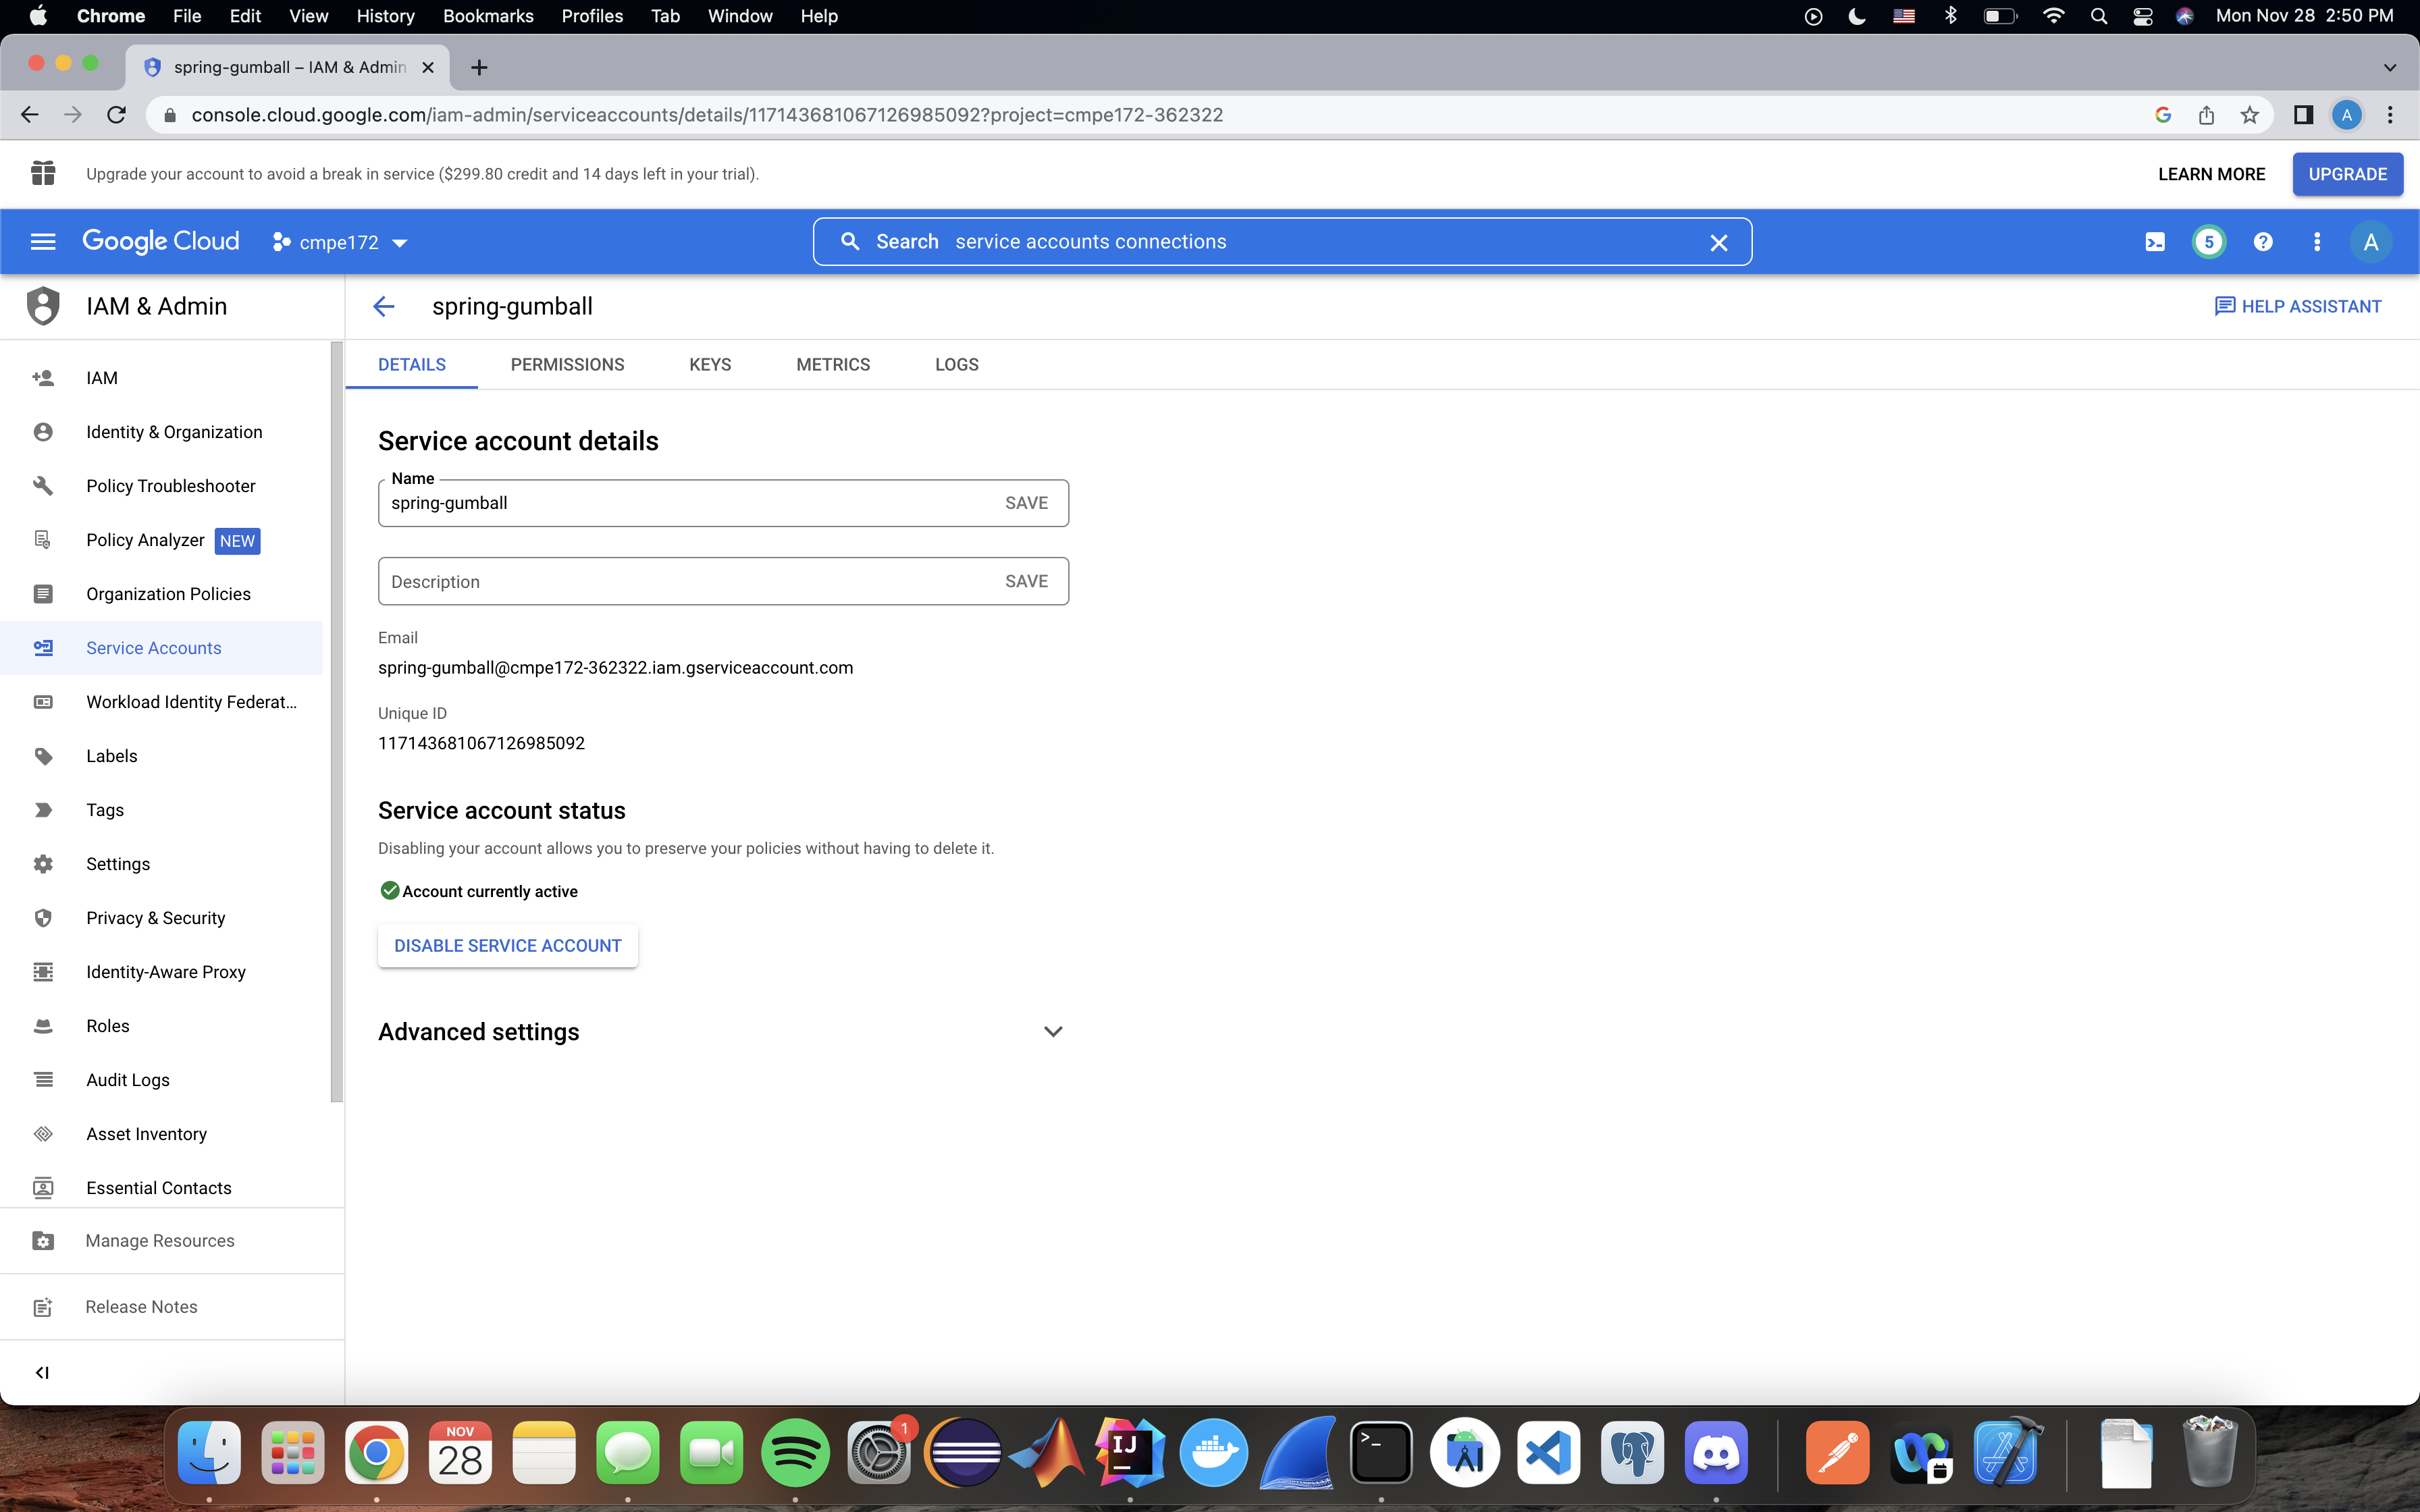 Chrome File Edit View History Bookmarks Profiles Tab Window Help Mon Nov 28 2:50 PM
spring-gumball – IAM & Admin
console.cloud.google.com/iam-admin/serviceaccounts/details/117143681067126985092?project=cmpe172-362322 A
Upgrade your account to avoid a break in service ($299.80 credit and 14 days left in your trial). LEARN MORE UPGRADE
Google Cloud cmpe172 Search service accounts connections 5 A
IAM & Admin
spring-gumball
HELP ASSISTANT
IAM
Identity & Organization
Policy Troubleshooter
Policy Analyzer NEW
Organization Policies
Service Accounts
Workload Identity Federat...
Labels
Tags
Settings
Privacy & Security
Identity-Aware Proxy
Roles
Audit Logs
Asset Inventory
Essential Contacts
Manage Resources
Release Notes
DETAILS PERMISSIONS KEYS METRICS LOGS
Service account details
Name
spring-gumball SAVE
Description SAVE
Email
spring-gumball@cmpe172-362322.iam.gserviceaccount.com
Unique ID
117143681067126985092
Service account status
Disabling your account allows you to preserve your policies without having to delete it.
Account currently active
DISABLE SERVICE ACCOUNT
Advanced settings
NOV
28
1
IJ
>_